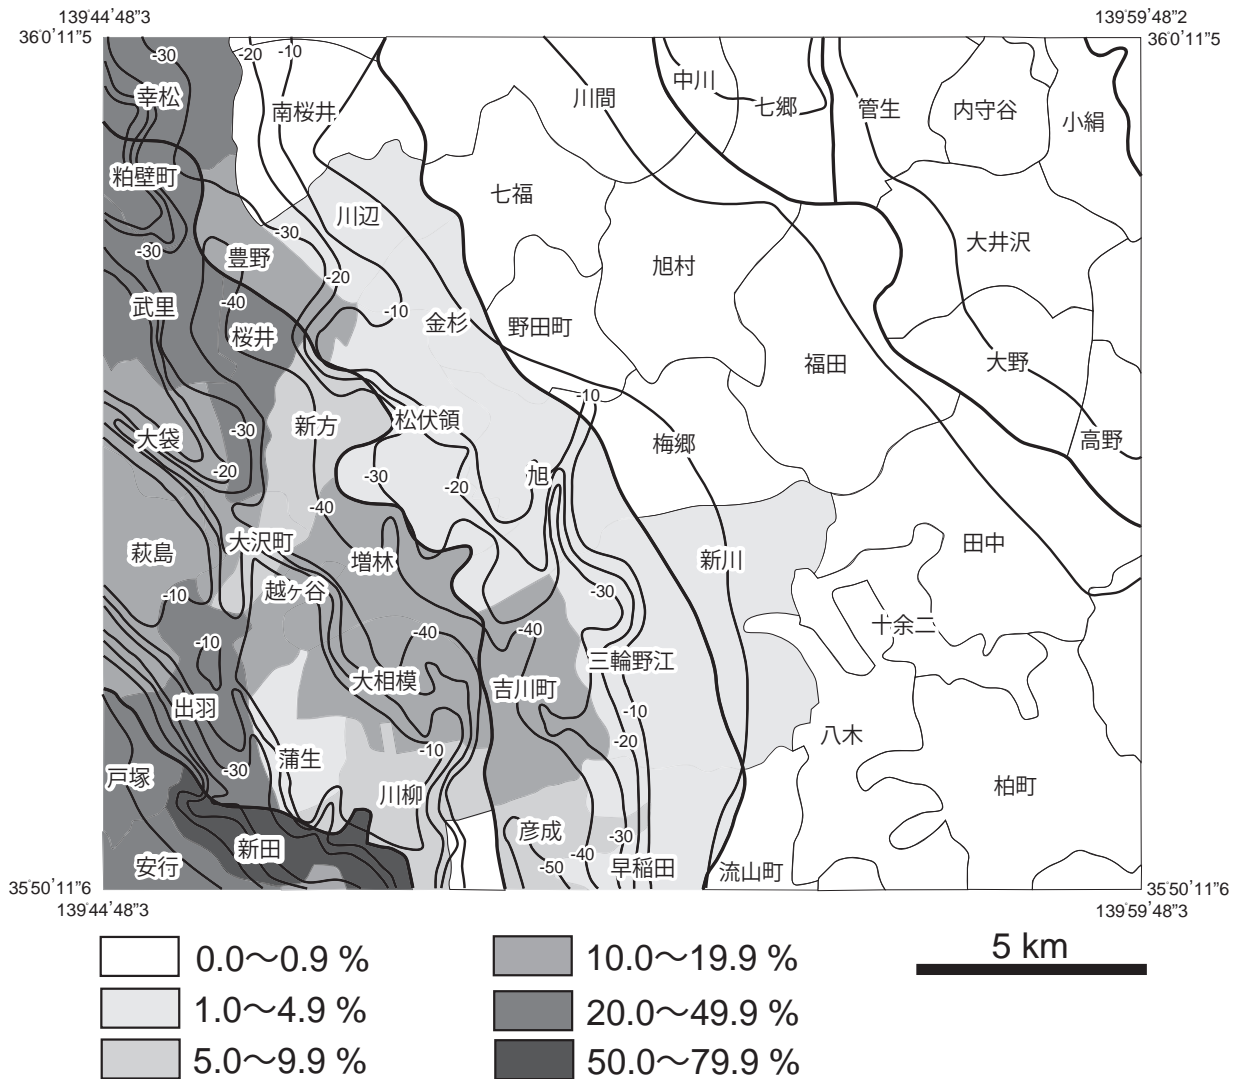 139°44’48”3
139°59’48”2
36°0’11”5
36°0’11”5
-30
-20
-10
中川
幸松
南桜井
川間
七郷
管生
内守谷
小絹
粕壁町
七福
川辺
-30
-30
豊野
大井沢
旭村
-20
-40
武里
-10
金杉
野田町
桜井
福田
大野
-10
松伏領
新方
大袋
-30
梅郷
高野
-20
-30
旭
-20
-40
大沢町
萩島
増林
新川
田中
越ヶ谷
-10
-30
十余二
-10
-40
-40
三輪野江
大相模
吉川町
出羽
-10
八木
-10
-20
蒲生
-30
戸塚
川柳
柏町
彦成
-30
新田
-40
安行
-50
早稲田
流山町
35°50’11”6
35°50’11”6
139°44’48”3
139°59’48”3
0.0～0.9 %
10.0～19.9 %
5 km
1.0～4.9 %
20.0～49.9 %
5.0～9.9 %
50.0～79.9 %